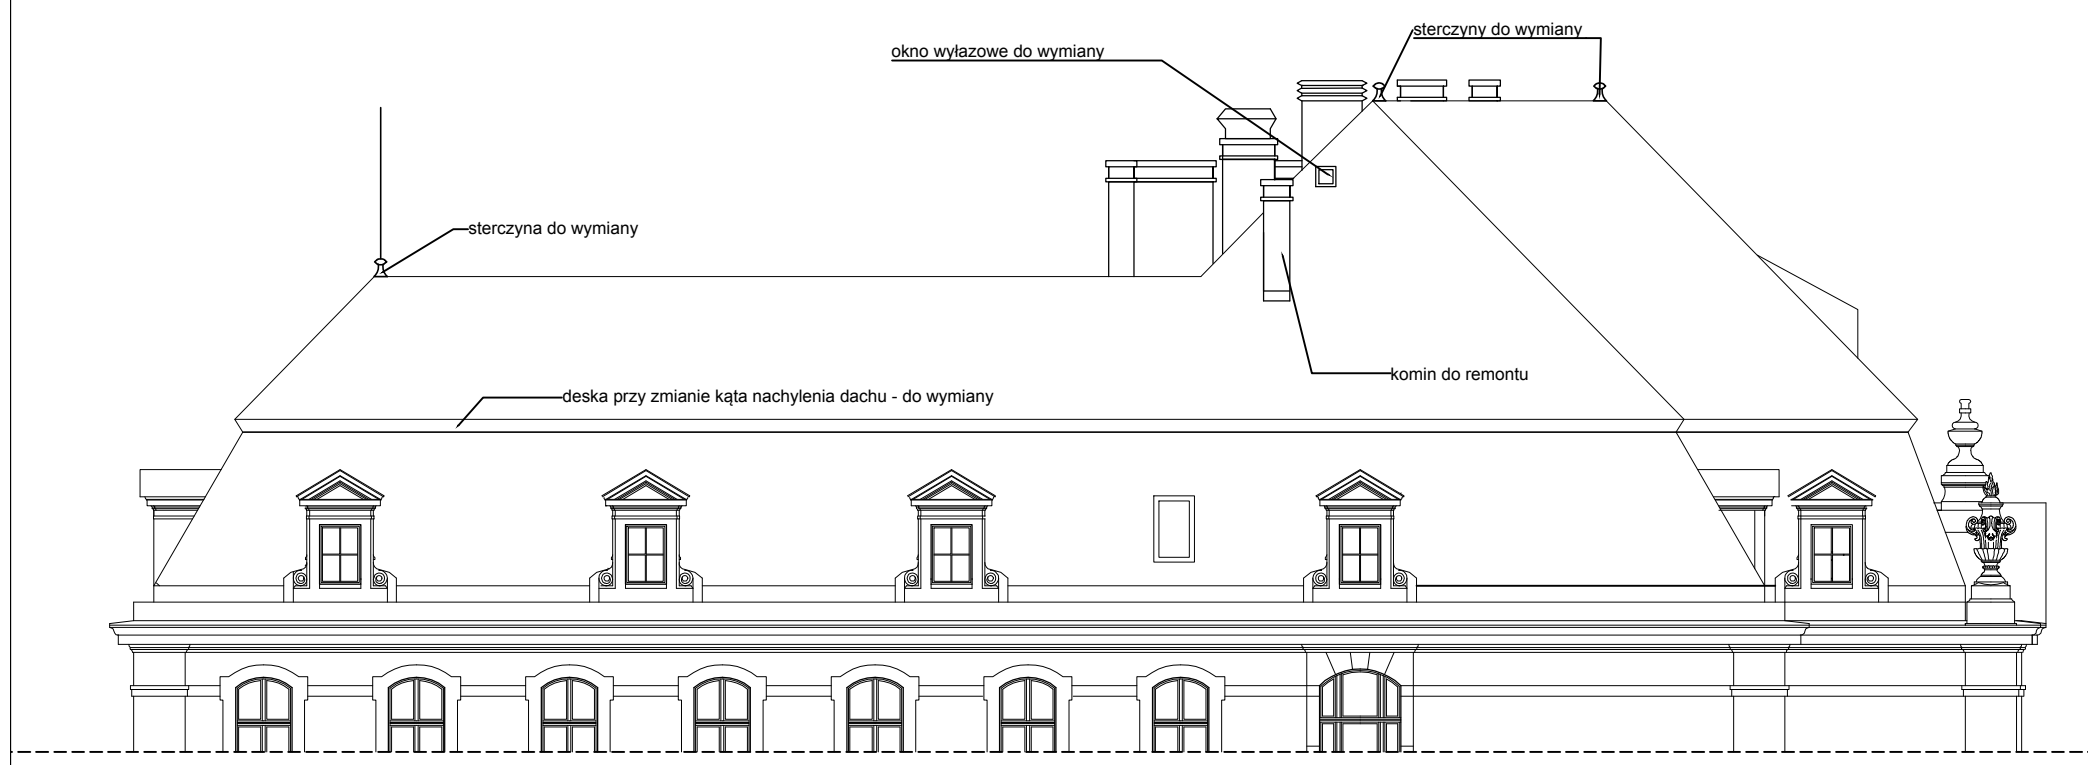 sterczyny do wymiany
okno wyłazowe do wymiany
sterczyna do wymiany
komin do remontu
deska przy zmianie kąta nachylenia dachu - do wymiany